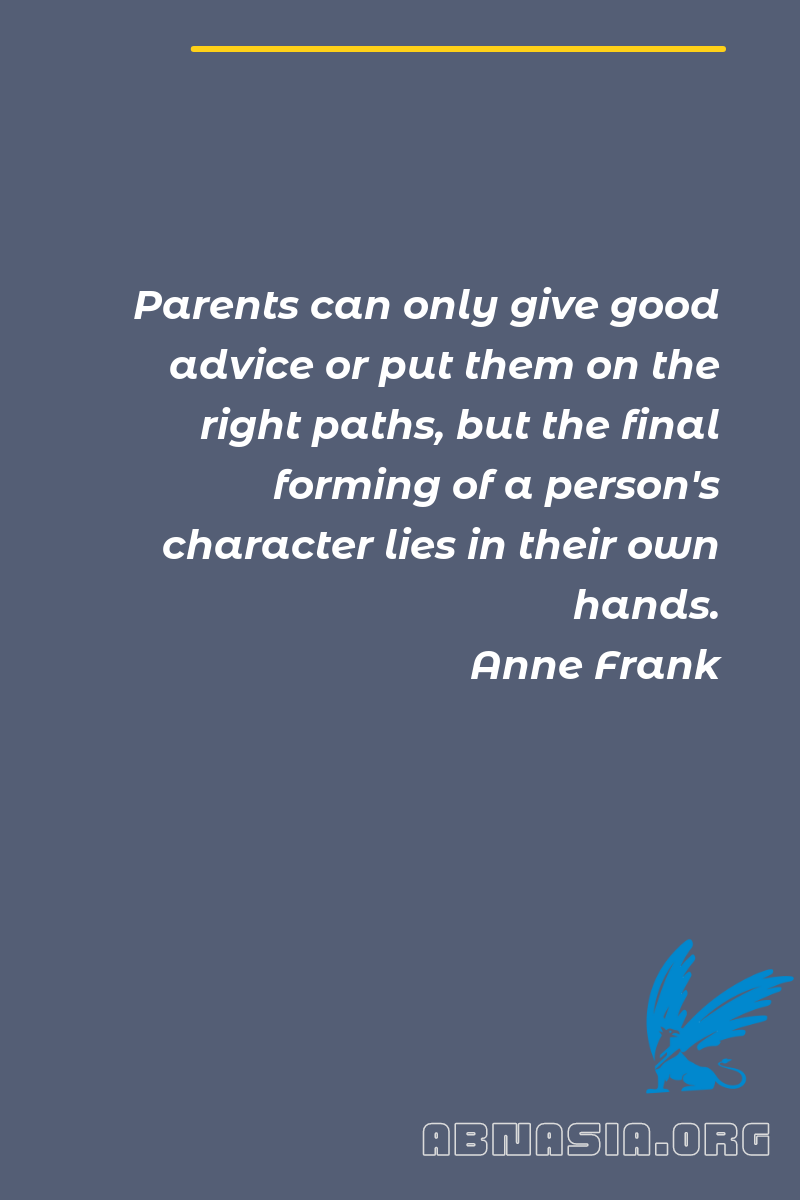 Parents can only give good
advice or put them on the
right paths, but the final
forming of a person's
character lies in their own
hands.
Anne Frank
ABNASIA.ORG